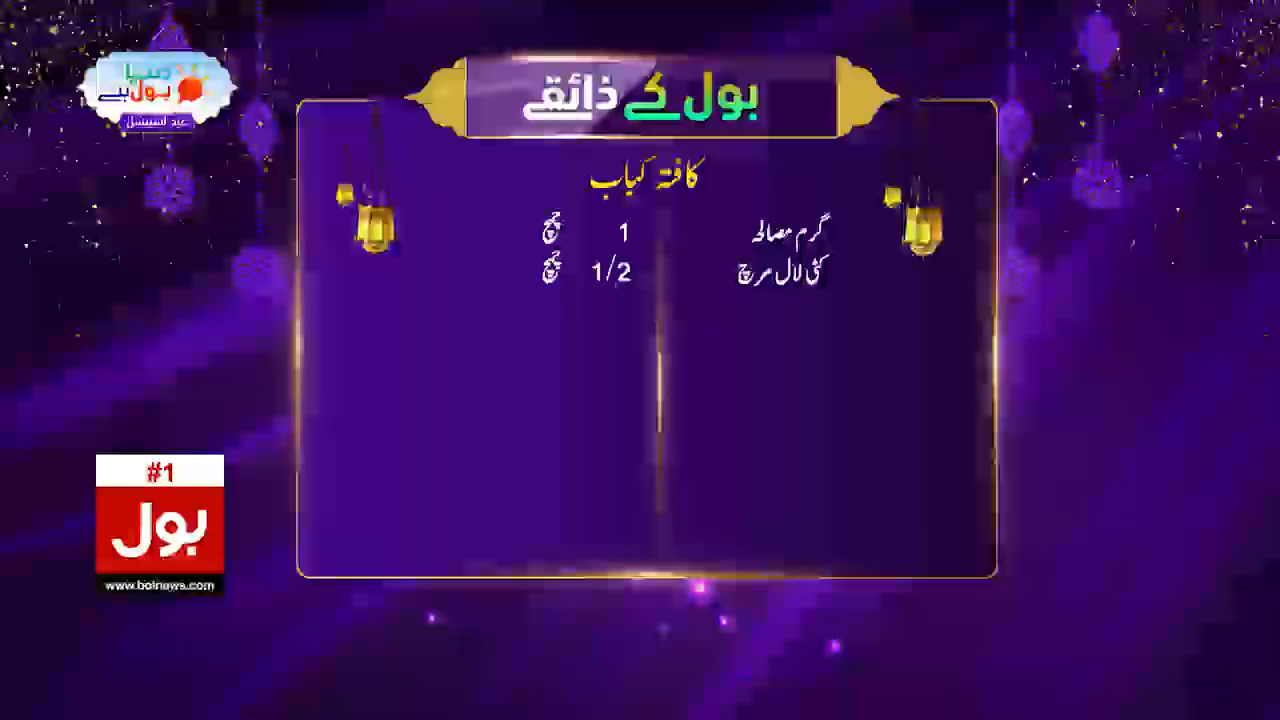 بول کے ذائقے
کافتہ کباب
گرم مصالحہ 1 چمچ
کٹی لال مرچ 1/2 چمچ
بول ہے
عید اسپیشل
#1
بول
www.bolnews.com